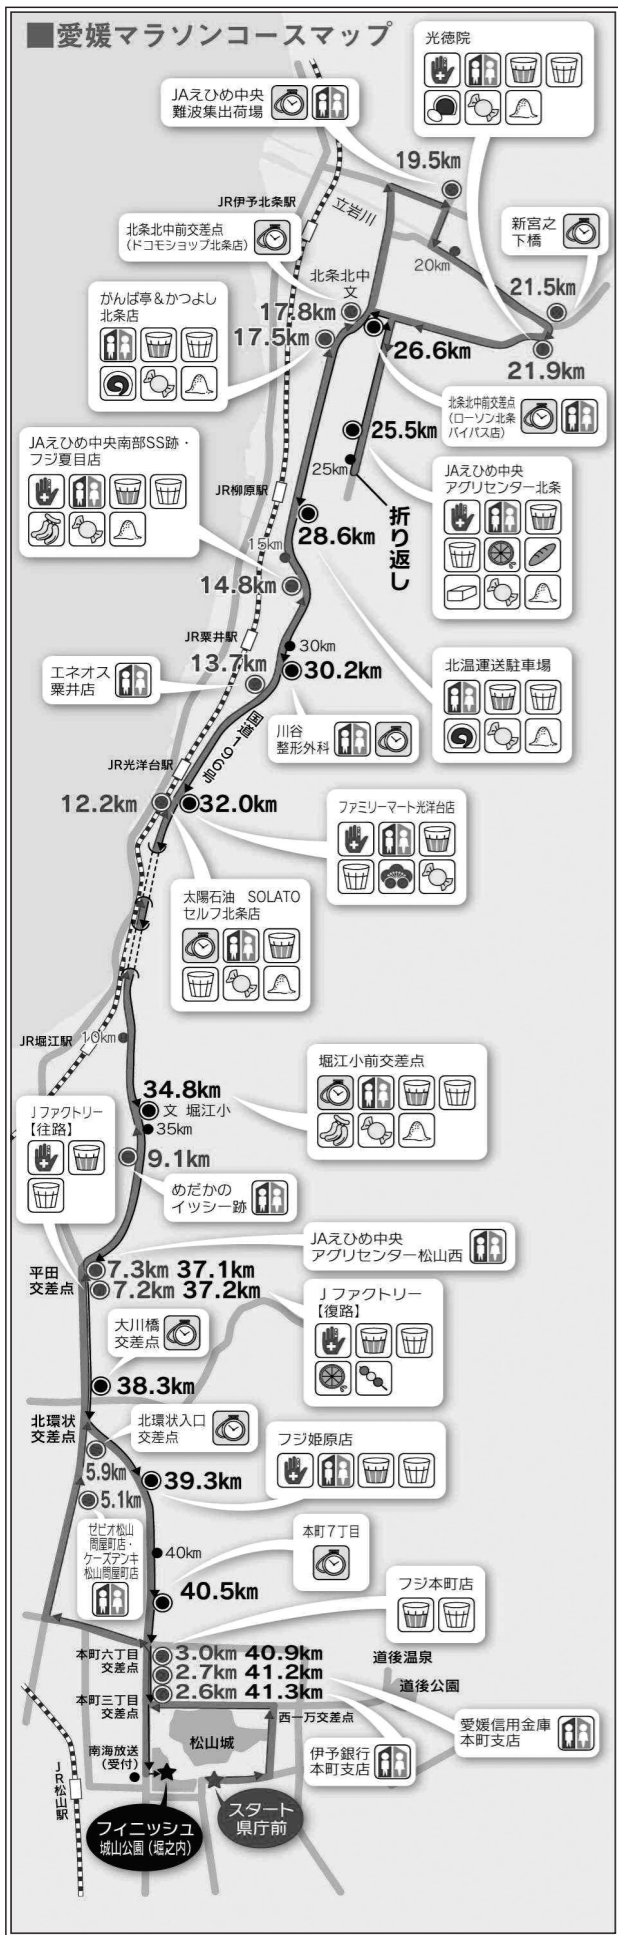 ■愛媛マラソンコースマップ
光徳院
JAえひめ中央
難波集出荷場
19.5km
JR伊予北条駅
立岩川
新宮之
下橋
北条北中前交差点
(ドコモショップ北条店)
20km
21.5km
北条北中
文
がんば亭&かつよし
北条店
17.8km
17.5km
26.6km
21.9km
北条北中前交差点
(ローソン北条
バイパス店)
25.5km
JAえひめ中央南部SS跡・
フジ夏目店
25km
JAえひめ中央
アグリセンター北条
JR柳原駅
折り返し
28.6km
15km
14.8km
JR粟井駅
30km
13.7km
30.2km
エネオス
粟井店
北温運送駐車場
国道196号
川谷
整形外科
JR光洋台駅
12.2km
32.0km
ファミリーマート光洋台店
太陽石油 SOLATO
セルフ北条店
JR堀江駅
10km
堀江小前交差点
34.8km
文 堀江小
35km
Jファクトリー
【往路】
9.1km
めだかの
イッシー跡
JAえひめ中央
アグリセンター松山西
平田
交差点
7.3km 37.1km
7.2km 37.2km
Jファクトリー
【復路】
大川橋
交差点
38.3km
北環状
交差点
北環状入口
交差点
フジ姫原店
5.9km
39.3km
5.1km
ゼビオ松山
問屋町店・
ケーズデンキ
松山問屋町店
本町7丁目
40km
40.5km
フジ本町店
本町六丁目
交差点
3.0km 40.9km
2.7km 41.2km
2.6km 41.3km
道後温泉
道後公園
本町三丁目
交差点
西一万交差点
愛媛信用金庫
本町支店
松山城
南海放送
(受付)
伊予銀行
本町支店
JR松山駅
フィニッシュ
城山公園(堀之内)
スタート
県庁前